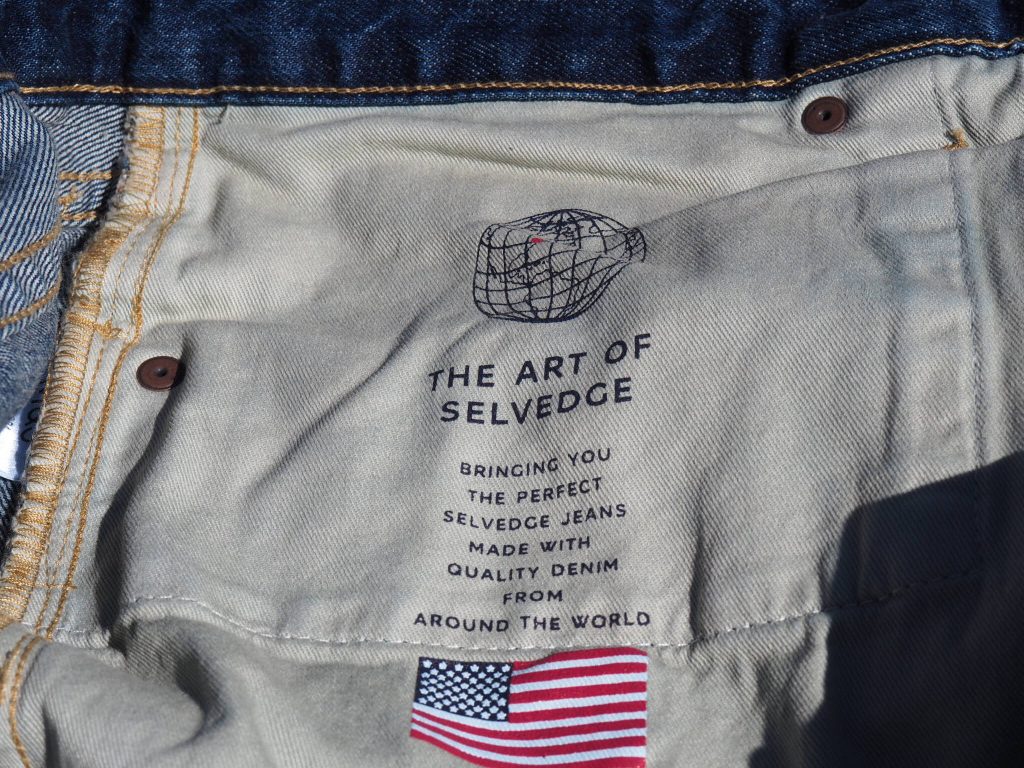 THE ART OF
SELVEDGE
BRINGING YOU
THE PERFECT
SELVEDGE JEANS
MADE WITH
QUALITY DENIM
FROM
AROUND THE WORLD